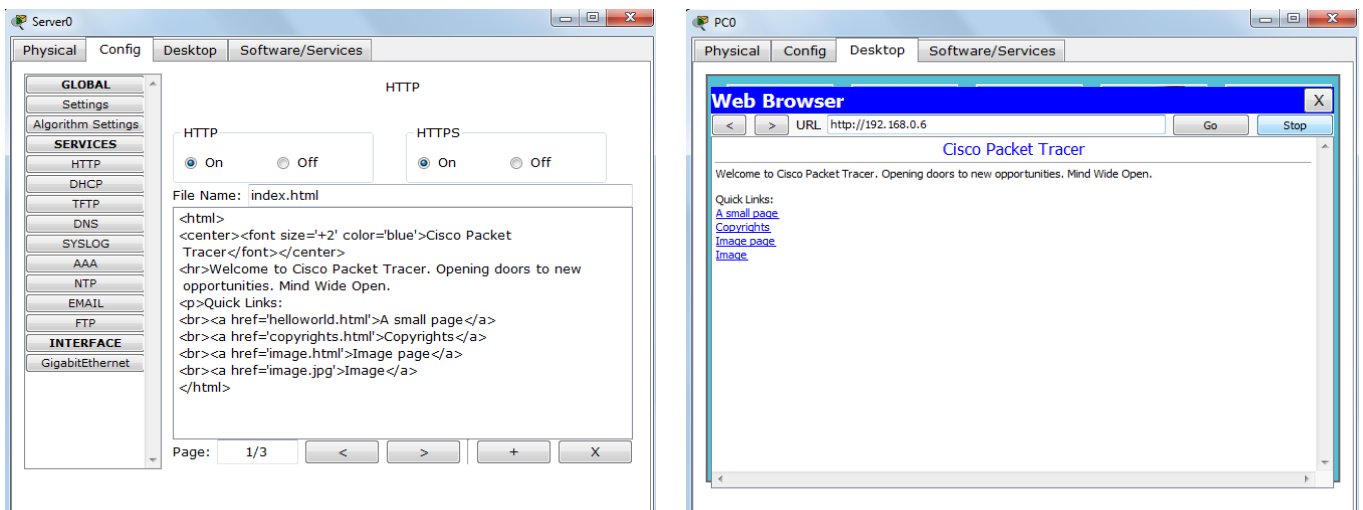 Server0
Physical Config Desktop Software/Services
GLOBAL
Settings
Algorithm Settings
SERVICES
HTTP
DHCP
TFTP
DNS
SYSLOG
AAA
NTP
EMAIL
FTP
INTERFACE
GigabitEthernet
HTTP
HTTP
On Off
HTTPS
On Off
File Name: index.html
<html>
<center><font size='+2' color='blue'>Cisco Packet
Tracer</font></center>
<hr>Welcome to Cisco Packet Tracer. Opening doors to new
opportunities. Mind Wide Open.
<p>Quick Links:
<br><a href='helloworld.html'>A small page</a>
<br><a href='copyrights.html'>Copyrights</a>
<br><a href='image.html'>Image page</a>
<br><a href='image.jpg'>Image</a>
</html>
Page: 1/3 < > + X
PC0
Physical Config Desktop Software/Services
Web Browser X
< > URL http://192.168.0.6 Go Stop
Cisco Packet Tracer
Welcome to Cisco Packet Tracer. Opening doors to new opportunities. Mind Wide Open.
Quick Links:
A small page
Copyrights
Image page
Image